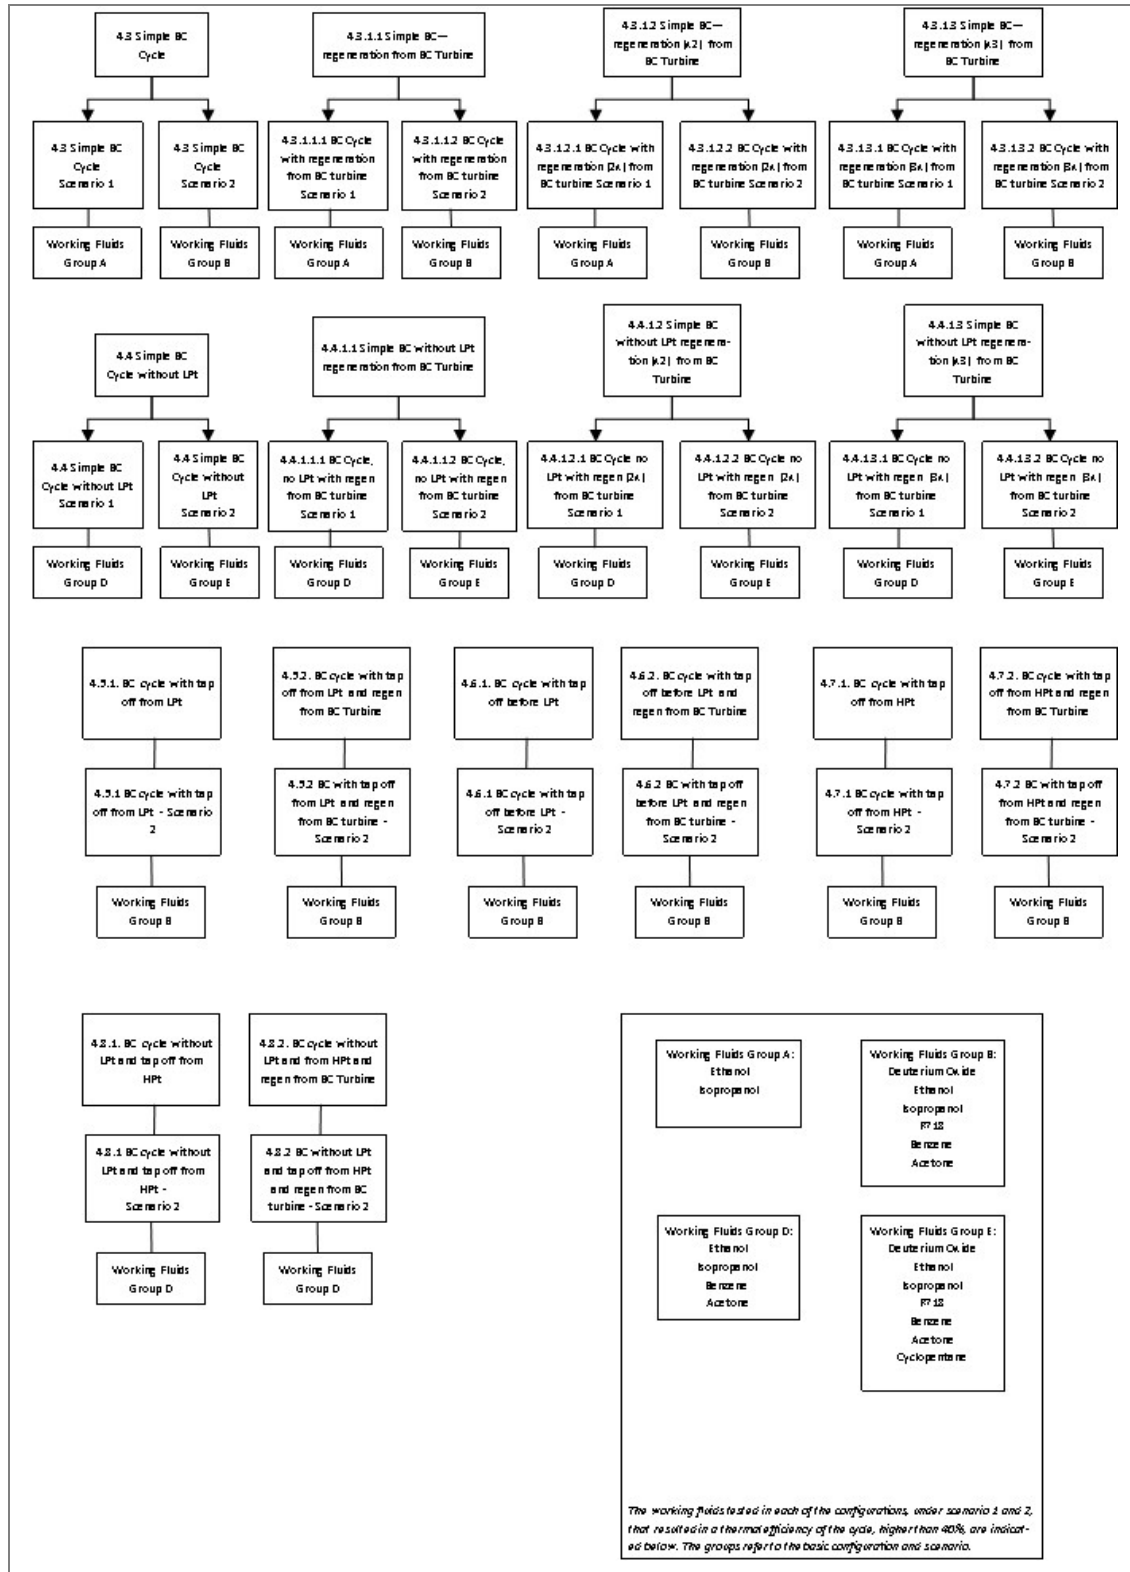 4.3 Simple BC
Cycle
4.3.1.1 Simple BC—
regeneration from BC Turbine
4.3.1.2 Simple BC—
regeneration (x2) from
BC Turbine
4.3.1.3 Simple BC—
regeneration (x3) from
BC Turbine
4.3 Simple BC
Cycle
Scenario 1
4.3 Simple BC
Cycle
Scenario 2
4.3.1.1.1 BC Cycle
with regeneration
from BC turbine
Scenario 1
4.3.1.1.2 BC Cycle
with regeneration
from BC turbine
Scenario 2
4.3.1.2.1 BC Cycle with
regeneration (2x) from
BC turbine Scenario 1
4.3.1.2.2 BC Cycle with
regeneration (2x) from
BC turbine Scenario 2
4.3.1.3.1 BC Cycle with
regeneration (3x) from
BC turbine Scenario 1
4.3.1.3.2 BC Cycle with
regeneration (3x) from
BC turbine Scenario 2
Working Fluids
Group A
Working Fluids
Group B
Working Fluids
Group A
Working Fluids
Group B
Working Fluids
Group A
Working Fluids
Group B
Working Fluids
Group A
Working Fluids
Group B
4.4 Simple BC
Cycle without LPt
4.4.1.1 Simple BC without LPt
regeneration from BC Turbine
4.4.1.2 Simple BC
without LPt regenera-
tion (x2) from BC
Turbine
4.4.1.3 Simple BC
without LPt regenera-
tion (x3) from BC
Turbine
4.4 Simple BC
Cycle without LPt
Scenario 1
4.4 Simple BC
Cycle without
LPt
Scenario 2
4.4.1.1.1 BC Cycle,
no LPt with regen
from BC turbine
Scenario 1
4.4.1.1.2 BC Cycle,
no LPt with regen
from BC turbine
Scenario 2
4.4.1.2.1 BC Cycle no
LPt with regen (2x)
from BC turbine
Scenario 1
4.4.1.2.2 BC Cycle no
LPt with regen (2x)
from BC turbine
Scenario 2
4.4.1.3.1 BC Cycle no
LPt with regen (3x)
from BC turbine
Scenario 1
4.4.1.3.2 BC Cycle no
LPt with regen (3x)
from BC turbine
Scenario 2
Working Fluids
Group D
Working Fluids
Group E
Working Fluids
Group D
Working Fluids
Group E
Working Fluids
Group D
Working Fluids
Group E
Working Fluids
Group D
Working Fluids
Group E
4.5.1. BC cycle with tap
off from LPt
4.5.2. BC cycle with tap
off from LPt and regen
from BC Turbine
4.6.1. BC cycle with tap
off before LPt
4.6.2. BC cycle with tap
off before LPt and
regen from BC Turbine
4.7.1. BC cycle with tap
off from HPt
4.7.2. BC cycle with tap
off from HPt and regen
from BC Turbine
4.5.1 BC cycle with tap
off from LPt - Scenario
2
4.5.2 BC with tap off
from LPt and regen
from BC turbine -
Scenario 2
4.6.1 BC cycle with tap
off before LPt -
Scenario 2
4.6.2 BC with tap off
before LPt and regen
from BC turbine -
Scenario 2
4.7.1 BC cycle with tap
off from HPt -
Scenario 2
4.7.2 BC with tap off
from HPt and regen
from BC turbine -
Scenario 2
Working Fluids
Group B
Working Fluids
Group B
Working Fluids
Group B
Working Fluids
Group B
Working Fluids
Group B
Working Fluids
Group B
4.8.1. BC cycle without
LPt and tap off from
HPt
4.8.2. BC cycle without
LPt and from HPt and
regen from BC Turbine
4.8.1 BC cycle without
LPt and tap off from
HPt -
Scenario 2
4.8.2 BC without LPt
and tap off from HPt
and regen from BC
turbine - Scenario 2
Working Fluids
Group D
Working Fluids
Group D
Working Fluids Group A:
Ethanol
Isopropanol
Working Fluids Group B:
Deuterium Oxide
Ethanol
Isopropanol
R718
Benzene
Acetone
Working Fluids Group D:
Ethanol
Isopropanol
Benzene
Acetone
Working Fluids Group E:
Deuterium Oxide
Ethanol
Isopropanol
R718
Benzene
Acetone
Cyclopentane
The working fluids tested in each of the configurations, under scenario 1 and 2,
that resulted in a thermal efficiency of the cycle, higher than 40%, are indicat-
ed below. The groups refer to the basic configuration and scenario.